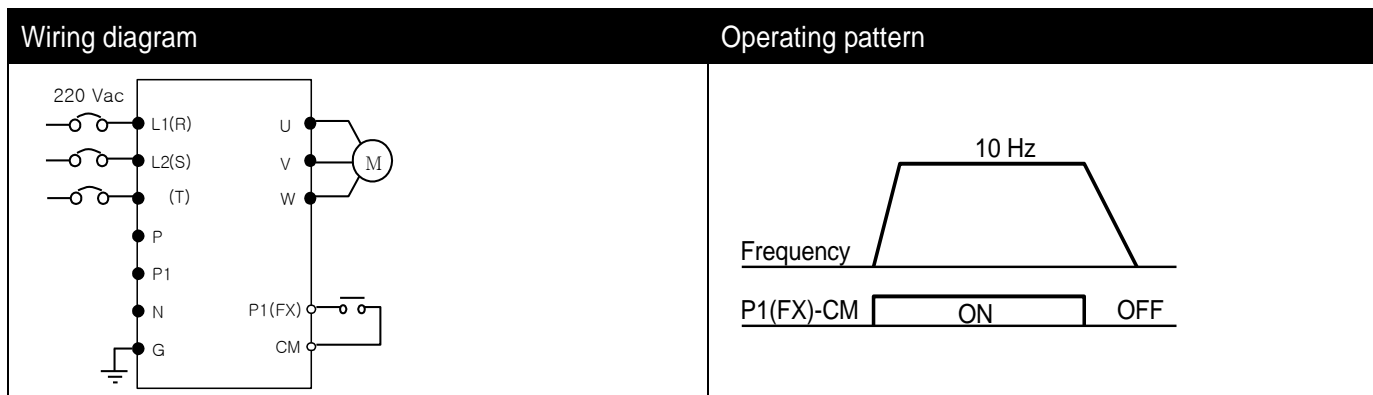 Wiring diagram
Operating pattern
220 Vac
L1(R)
U
L2(S)
V
M
(T)
W
P
P1
N
P1(FX)
G
CM
10 Hz
Frequency
P1(FX)-CM
ON
OFF